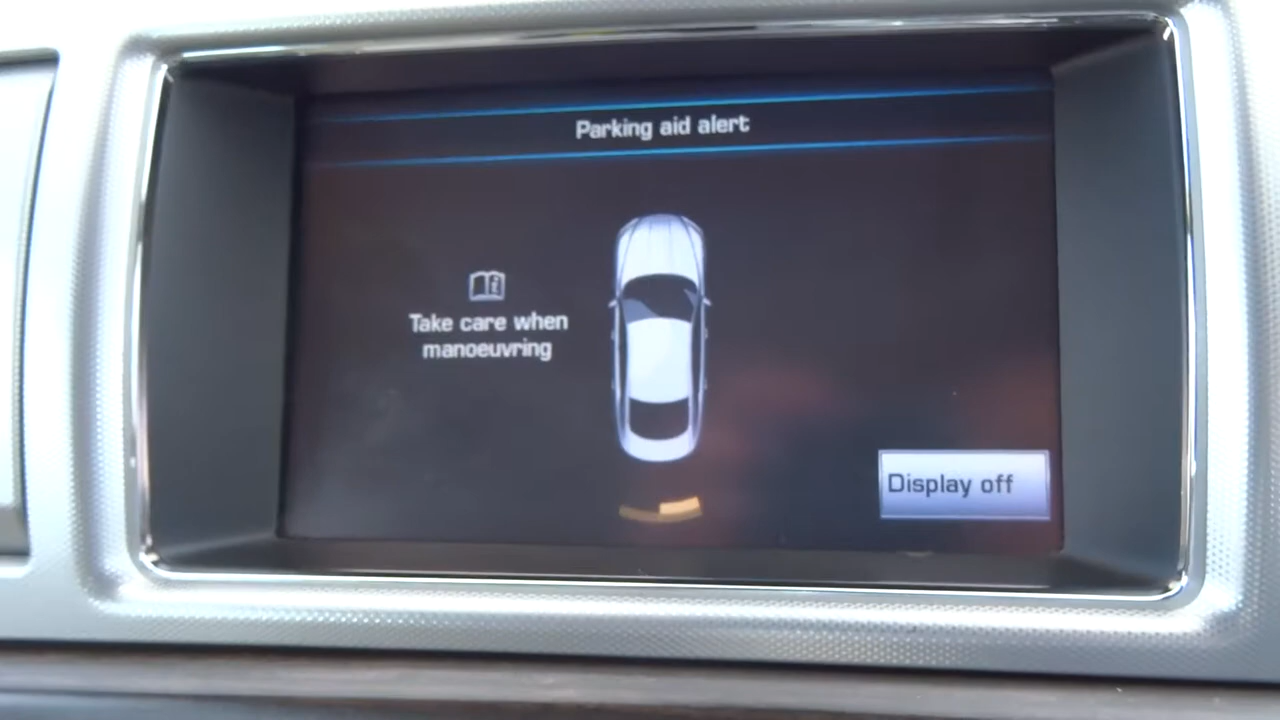 Parking aid alert
Take care when
manoeuvring
Display off